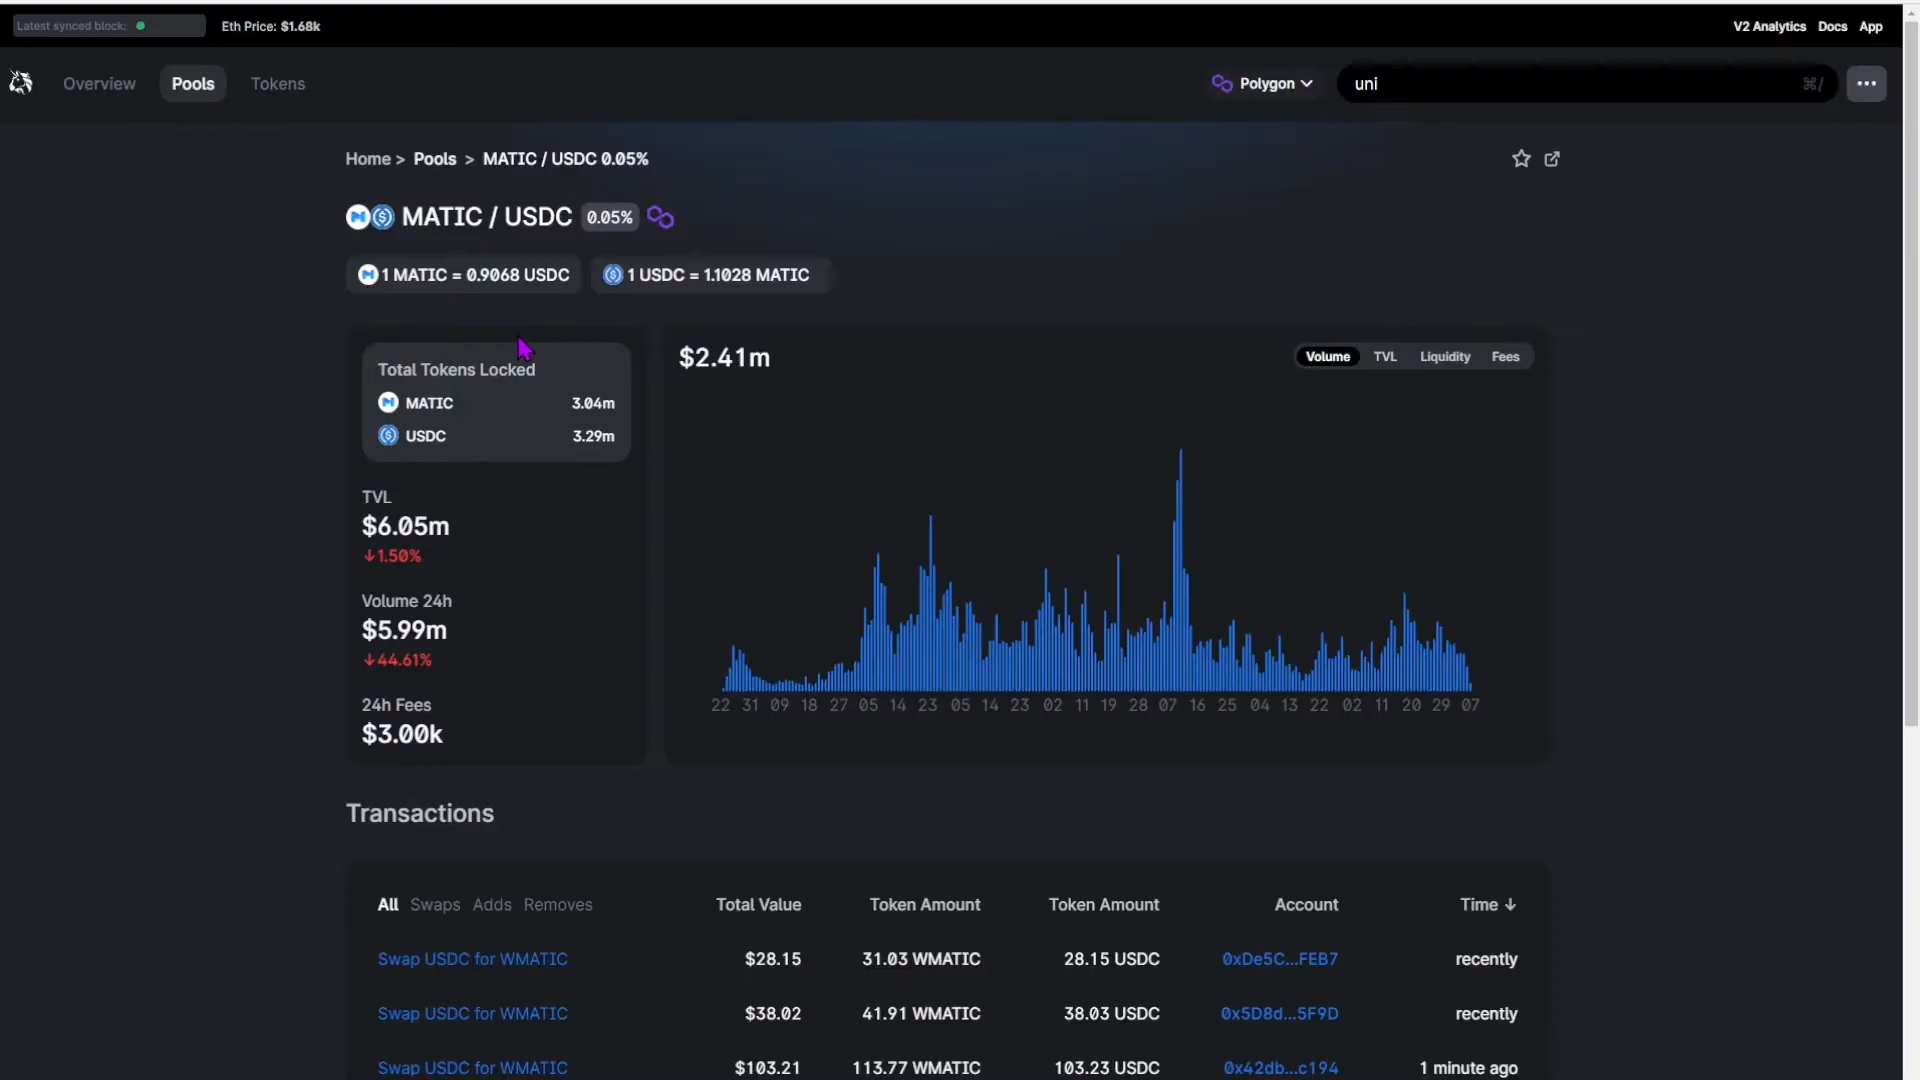 Latest synced block: Eth Price: $1.68k V2 Analytics Docs App
Overview Pools Tokens Polygon uni ⌘/
Home > Pools > MATIC / USDC 0.05%
MATIC / USDC 0.05%
1 MATIC = 0.9068 USDC 1 USDC = 1.1028 MATIC
Total Tokens Locked
MATIC 3.04m
USDC 3.29m
TVL
$6.05m
↓1.50%
Volume 24h
$5.99m
↓44.61%
24h Fees
$3.00k
$2.41m Volume TVL Liquidity Fees
22 31 09 18 27 05 14 23 05 14 23 02 11 19 28 07 16 25 04 13 22 02 11 20 29 07
Transactions
All Swaps Adds Removes Total Value Token Amount Token Amount Account Time ↓
Swap USDC for WMATIC $28.15 31.03 WMATIC 28.15 USDC 0xDe5C...FEB7 recently
Swap USDC for WMATIC $38.02 41.91 WMATIC 38.03 USDC 0x5D8d...5F9D recently
Swap USDC for WMATIC $103.21 113.77 WMATIC 103.23 USDC 0x42db...c194 1 minute ago